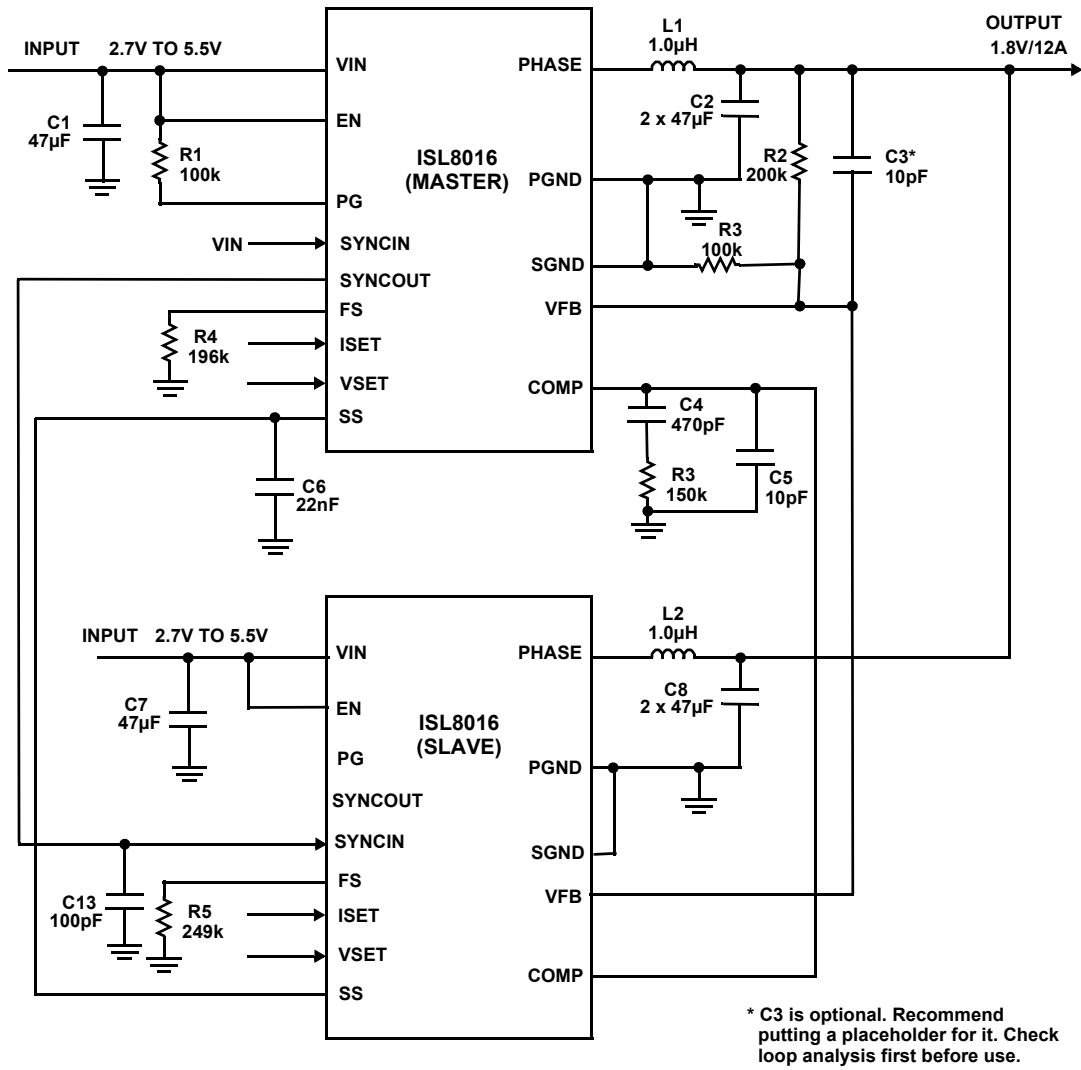 INPUT 2.7V TO 5.5V
C1
47µF
R1
100k
VIN
EN
PG
VIN
SYNCIN
SYNCOUT
FS
R4
196k
ISET
VSET
SS
C6
22nF
ISL8016
(MASTER)
PHASE
PGND
SGND
VFB
COMP
L1
1.0µH
OUTPUT
1.8V/12A
C2
2 x 47µF
R2
200k
C3*
10pF
R3
100k
C4
470pF
R3
150k
C5
10pF
INPUT 2.7V TO 5.5V
C7
47µF
VIN
EN
PG
SYNCOUT
SYNCIN
C13
100pF
FS
R5
249k
ISET
VSET
SS
ISL8016
(SLAVE)
PHASE
PGND
SGND
VFB
COMP
L2
1.0µH
C8
2 x 47µF
* C3 is optional. Recommend
putting a placeholder for it. Check
loop analysis first before use.